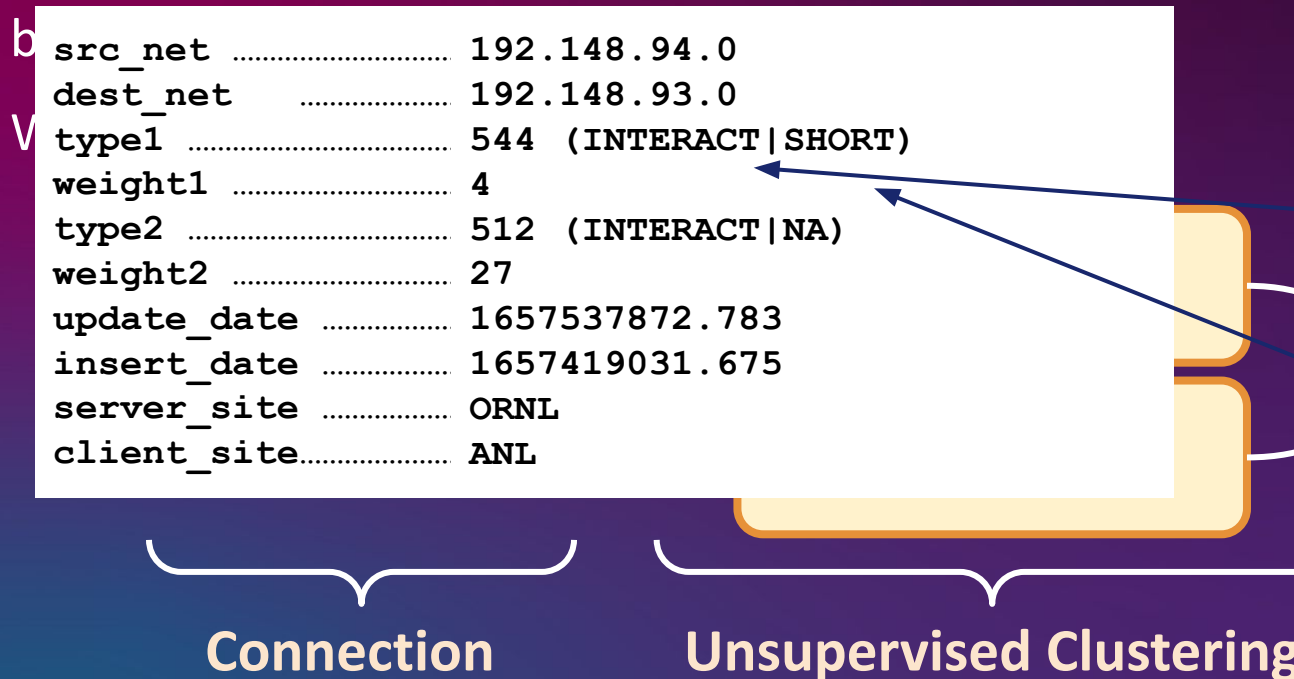 src_net ........................ 192.148.94.0
dest_net ................ 192.148.93.0
type1 ............................ 544 (INTERACT|SHORT)
weight1 ........................ 4
type2 ............................ 512 (INTERACT|NA)
weight2 ........................ 27
update_date .............. 1657537872.783
insert_date .............. 1657419031.675
server_site .............. ORNL
client_site................ ANL
Connection Unsupervised Clustering